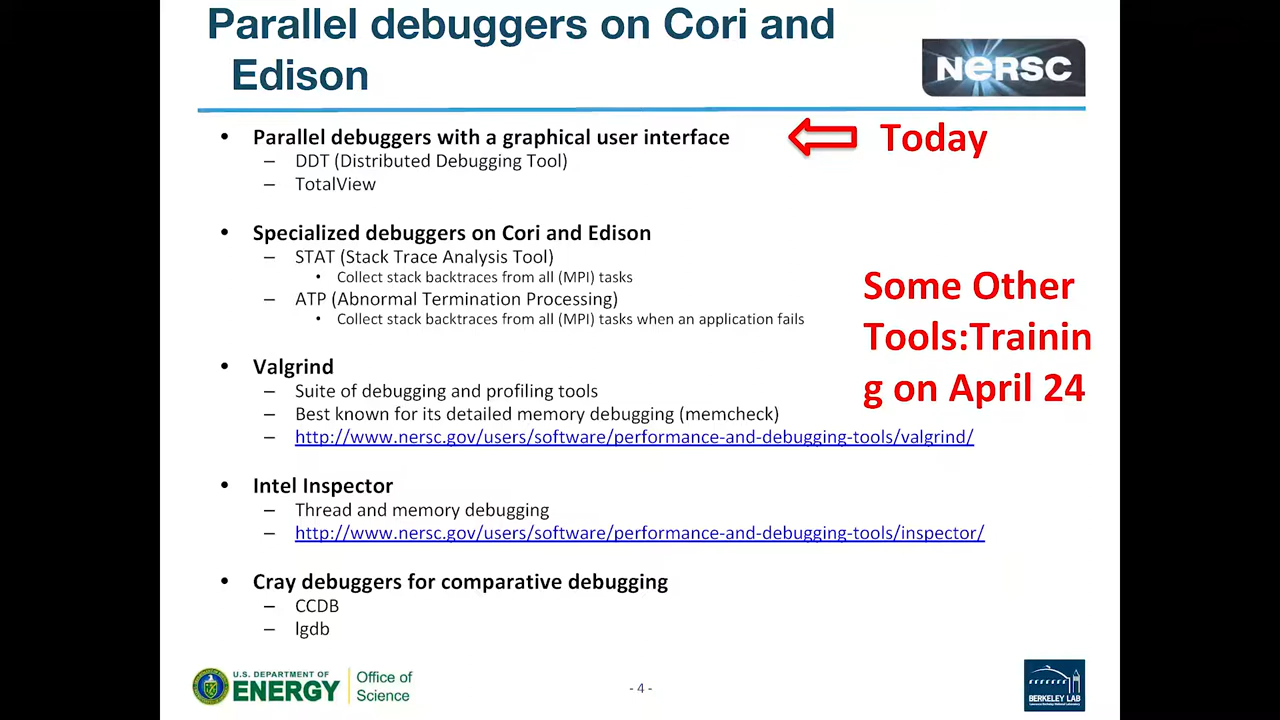 Parallel debuggers on Cori and
Edison
NERSC
• Parallel debuggers with a graphical user interface
Today
– DDT (Distributed Debugging Tool)
– TotalView
• Specialized debuggers on Cori and Edison
– STAT (Stack Trace Analysis Tool)
• Collect stack backtraces from all (MPI) tasks
– ATP (Abnormal Termination Processing)
• Collect stack backtraces from all (MPI) tasks when an application fails
Some Other
Tools:Trainin
g on April 24
• Valgrind
– Suite of debugging and profiling tools
– Best known for its detailed memory debugging (memcheck)
– http://www.nersc.gov/users/software/performance-and-debugging-tools/valgrind/
• Intel Inspector
– Thread and memory debugging
– http://www.nersc.gov/users/software/performance-and-debugging-tools/inspector/
• Cray debuggers for comparative debugging
– CCDB
– lgdb
U.S. DEPARTMENT OF
ENERGY
Office of
Science
- 4 -
BERKELEY LAB